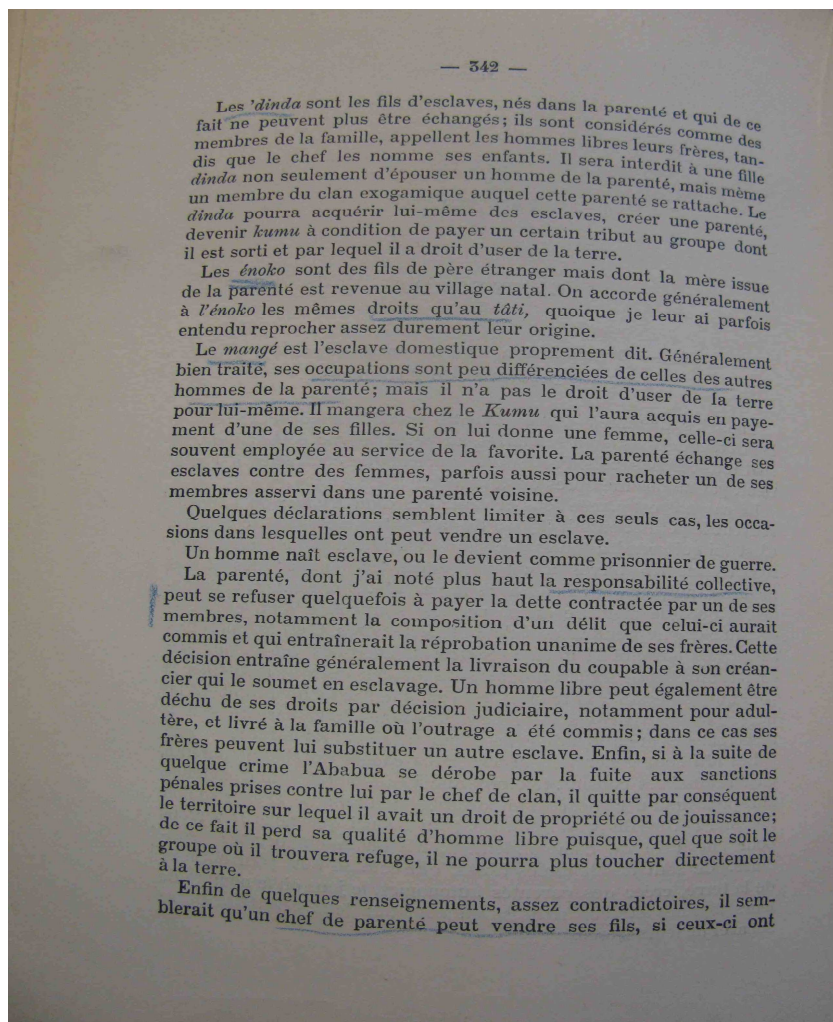 — 342 —
Les 'dinda sont les fils d'esclaves, nés dans la parenté et qui de ce
fait ne peuvent plus être échangés; ils sont considérés comme des
membres de la famille, appellent les hommes libres leurs frères, tan-
dis que le chef les nomme ses enfants. Il sera interdit à une fille
dinda non seulement d'épouser un homme de la parenté, mais même
un membre du clan exogamique auquel cette parenté se rattache. Le
dinda pourra acquérir lui-même des esclaves, créer une parenté,
devenir kumu à condition de payer un certain tribut au groupe dont
il est sorti et par lequel il a droit d'user de la terre.
Les énoko sont des fils de père étranger mais dont la mère issue
de la parenté est revenue au village natal. On accorde généralement
à l'énoko les mêmes droits qu'au tâti, quoique je leur ai parfois
entendu reprocher assez durement leur origine.
Le mangé est l'esclave domestique proprement dit. Généralement
bien traité, ses occupations sont peu différenciées de celles des autres
hommes de la parenté; mais il n'a pas le droit d'user de la terre
pour lui-même. Il mangera chez le Kumu qui l'aura acquis en paye-
ment d'une de ses filles. Si on lui donne une femme, celle-ci sera
souvent employée au service de la favorite. La parenté échange ses
esclaves contre des femmes, parfois aussi pour racheter un de ses
membres asservi dans une parenté voisine.
Quelques déclarations semblent limiter à ces seuls cas, les occa-
sions dans lesquelles ont peut vendre un esclave.
Un homme naît esclave, ou le devient comme prisonnier de guerre.
La parenté, dont j'ai noté plus haut la responsabilité collective,
peut se refuser quelquefois à payer la dette contractée par un de ses
membres, notamment la composition d'un délit que celui-ci aurait
commis et qui entraînerait la réprobation unanime de ses frères. Cette
décision entraîne généralement la livraison du coupable à son créan-
cier qui le soumet en esclavage. Un homme libre peut également être
déchu de ses droits par décision judiciaire, notamment pour adul-
tère, et livré à la famille où l'outrage a été commis; dans ce cas ses
frères peuvent lui substituer un autre esclave. Enfin, si à la suite de
quelque crime l'Ababua se dérobe par la fuite aux sanctions
pénales prises contre lui par le chef de clan, il quitte par conséquent
le territoire sur lequel il avait un droit de propriété ou de jouissance;
de ce fait il perd sa qualité d'homme libre puisque, quel que soit le
groupe où il trouvera refuge, il ne pourra plus toucher directement
à la terre.
Enfin de quelques renseignements, assez contradictoires, il sem-
blerait qu'un chef de parenté peut vendre ses fils, si ceux-ci ont